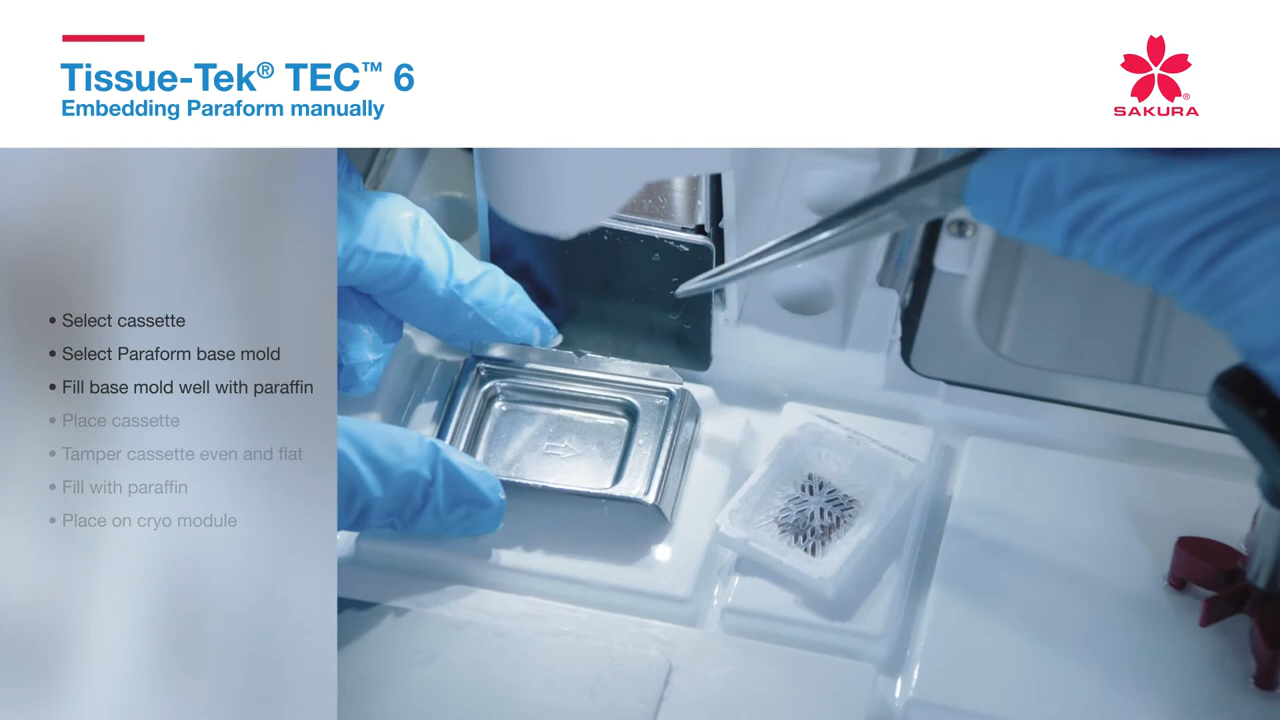 Tissue-Tek® TEC™ 6
Embedding Paraform manually
SAKURA®
• Select cassette
• Select Paraform base mold
• Fill base mold well with paraffin
• Place cassette
• Tamper cassette even and flat
• Fill with paraffin
• Place on cryo module